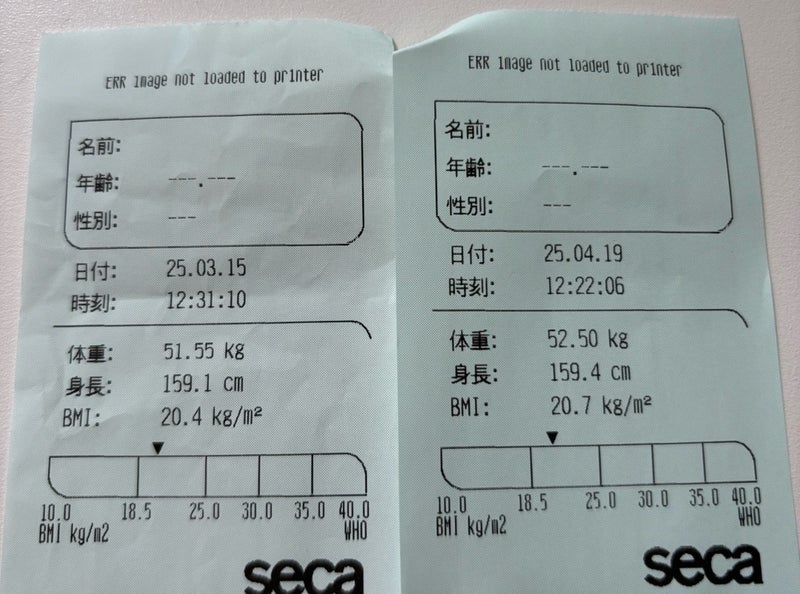 ERR image not loaded to printer
名前:
年齢: ---.---
性別: ---
日付: 25.03.15
時刻: 12:31:10
体重: 51.55 kg
身長: 159.1 cm
BMI: 20.4 kg/m²
10.0 18.5 25.0 30.0 35.0 40.0
BMI kg/m2 WHO
seca
ERR image not loaded to printer
名前:
年齢: ---.---
性別: ---
日付: 25.04.19
時刻: 12:22:06
体重: 52.50 kg
身長: 159.4 cm
BMI: 20.7 kg/m²
10.0 18.5 25.0 30.0 35.0 40.0
BMI kg/m2 WHO
seca